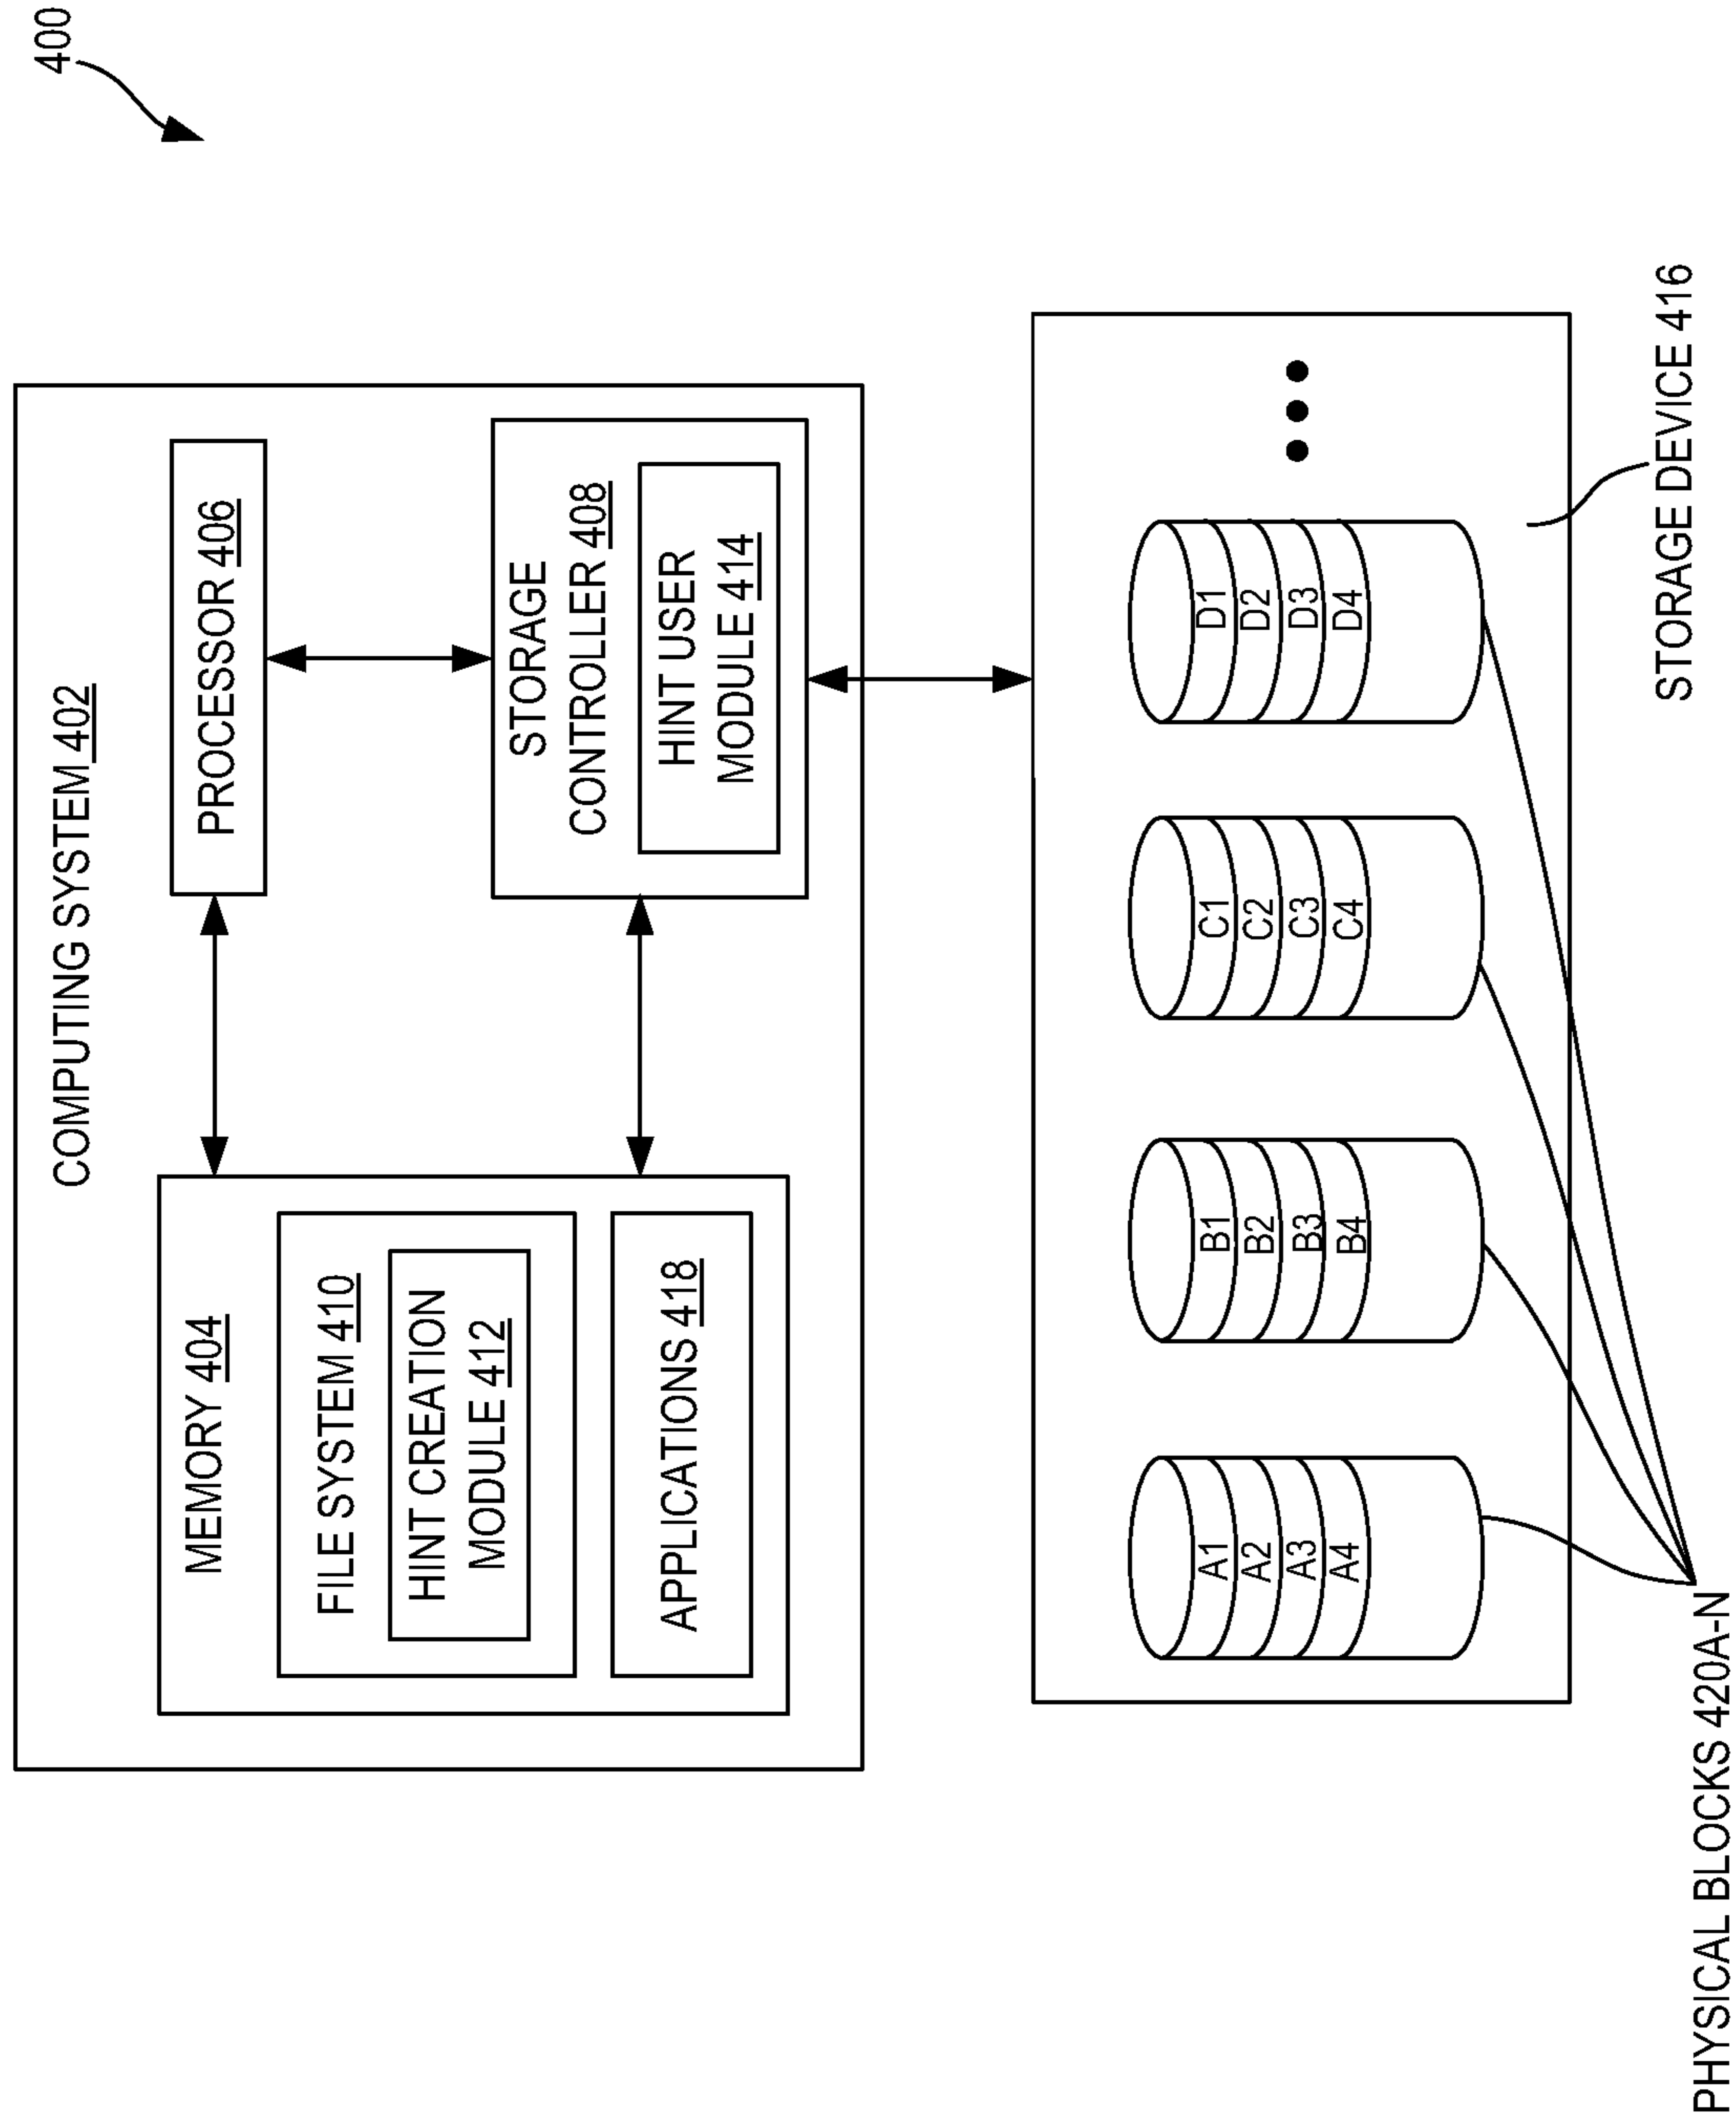 400
COMPUTING SYSTEM 402
MEMORY 404
FILE SYSTEM 410
HINT CREATION
MODULE 412
APPLICATIONS 418
PROCESSOR 406
STORAGE
CONTROLLER 408
HINT USER
MODULE 414
A1
A2
A3
A4
B1
B2
B3
B4
C1
C2
C3
C4
D1
D2
D3
D4
STORAGE DEVICE 416
PHYSICAL BLOCKS 420A-N